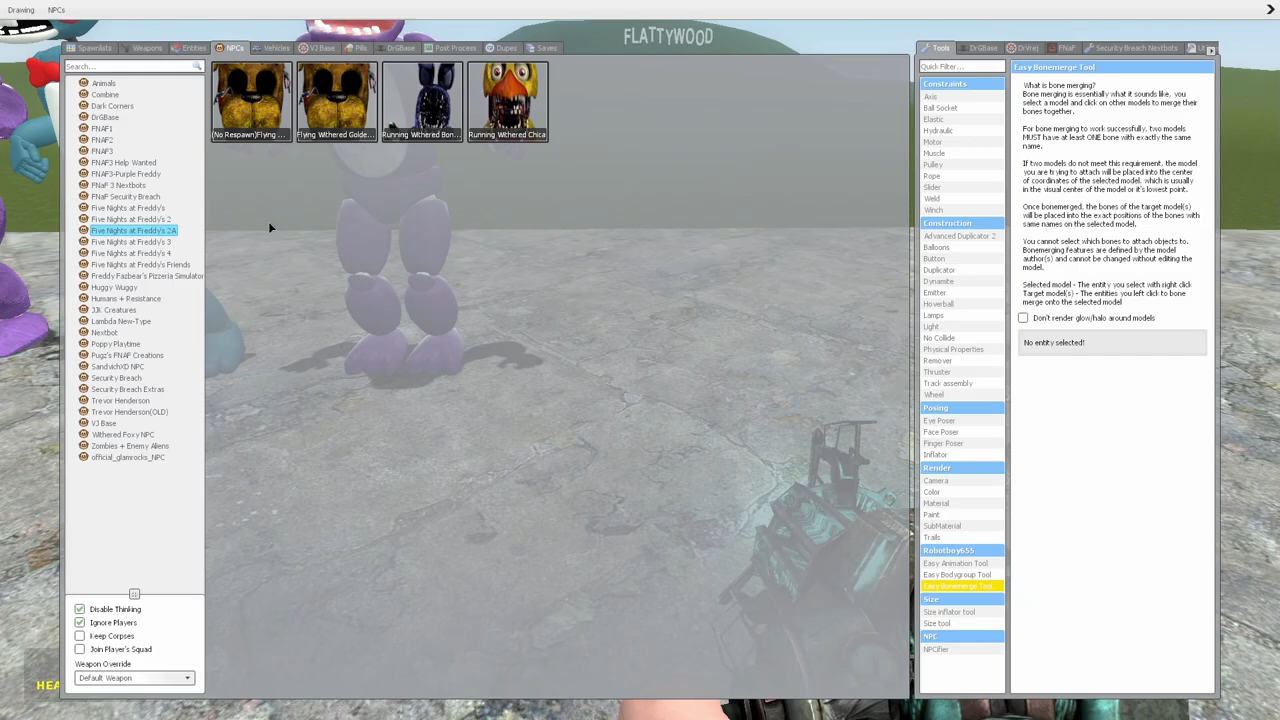 Drawing NPCs
FLATTYWOOD
Spawnlists Weapons Entities NPCs Vehicles VJ Base Pills DrGBase Post Process Dupes Saves
Search...
Animals
Combine
Dark Corners
DrGBase
FNAF1
FNAF2
FNAF3
FNAF3 Help Wanted
FNAF3-Purple Freddy
FNaF 3 Nextbots
FNaF Security Breach
Five Nights at Freddy's
Five Nights at Freddy's 2
Five Nights at Freddy's 2A
Five Nights at Freddy's 3
Five Nights at Freddy's 4
Five Nights at Freddy's Friends
Freddy Fazbear's Pizzeria Simulator
Huggy Wuggy
Humans + Resistance
JJk Creatures
Lambda New-Type
Nextbot
Poppy Playtime
Pugz's FNAF Creations
SandvichXD NPC
Security Breach
Security Breach Extras
Trevor Henderson
Trevor Henderson(OLD)
VJ Base
Withered Foxy NPC
Zombies + Enemy Aliens
official_glamrocks_NPC
Disable Thinking
Ignore Players
Keep Corpses
Join Player's Squad
Weapon Override
Default Weapon
HEA
(No Respawn)Flying ...
Flying Withered Golde...
Running Withered Bon...
Running Withered Chica
Tools DrGBase DrVrej FNaF Security Breach Nextbots
Quick Filter...
Constraints
Axis
Ball Socket
Elastic
Hydraulic
Motor
Muscle
Pulley
Rope
Slider
Weld
Winch
Construction
Advanced Duplicator 2
Balloons
Button
Duplicator
Dynamite
Emitter
Hoverball
Lamps
Light
No Collide
Physical Properties
Remover
Thruster
Track assembly
Wheel
Posing
Eye Poser
Face Poser
Finger Poser
Inflator
Render
Camera
Color
Material
Paint
SubMaterial
Trails
Robotboy655
Easy Animation Tool
Easy Bodygroup Tool
Easy Bonemerge Tool
Size
Size inflator tool
Size tool
NPC
NPCifier
Easy Bonemerge Tool
What is bone merging?
Bone merging is essentially what it sounds like, you
select a model and click on other models to merge their
bones together.
For bone merging to work successfully, two models
MUST have at least ONE bone with exactly the same
name.
If two models do not meet this requirement, the model
you are trying to attach will be placed into the center
of coordinates of the selected model, which is usually
in the visual center of the model or it's lowest point.
Once bonemerged, the bones of the target model(s)
will be placed into the exact positions of the bones with
same names on the selected model.
You cannot select which bones to attach objects to.
Bonemerging features are defined by the model
author(s) and cannot be changed without editing the
model.
Selected model - The entity you select with right click
Target model(s) - The entities you left click to bone
merge onto the selected model
Don't render glow/halo around models
No entity selected!